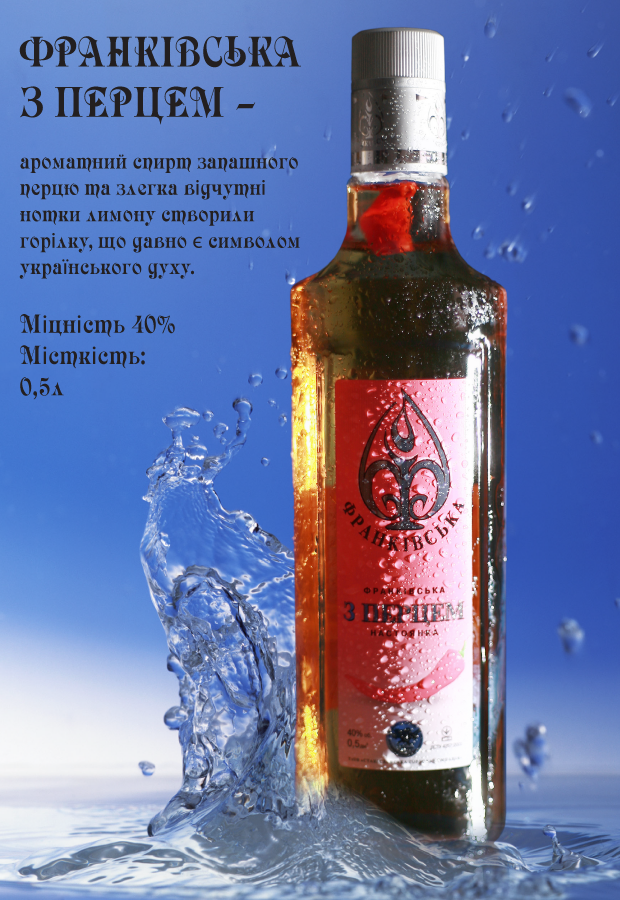 ФРАНКІВСЬКА
З ПЕРЦЕМ –
ароматний спирт запашного
перцю та злегка відчутні
нотки лимону створили
горілку, що давно є символом
українського духу.
Міцність 40%
Місткість:
0,5л
ФРАНКІВСЬКА
ФРАНКІВСЬКА
З ПЕРЦЕМ
НАСТОЯНКА
40%
0,5